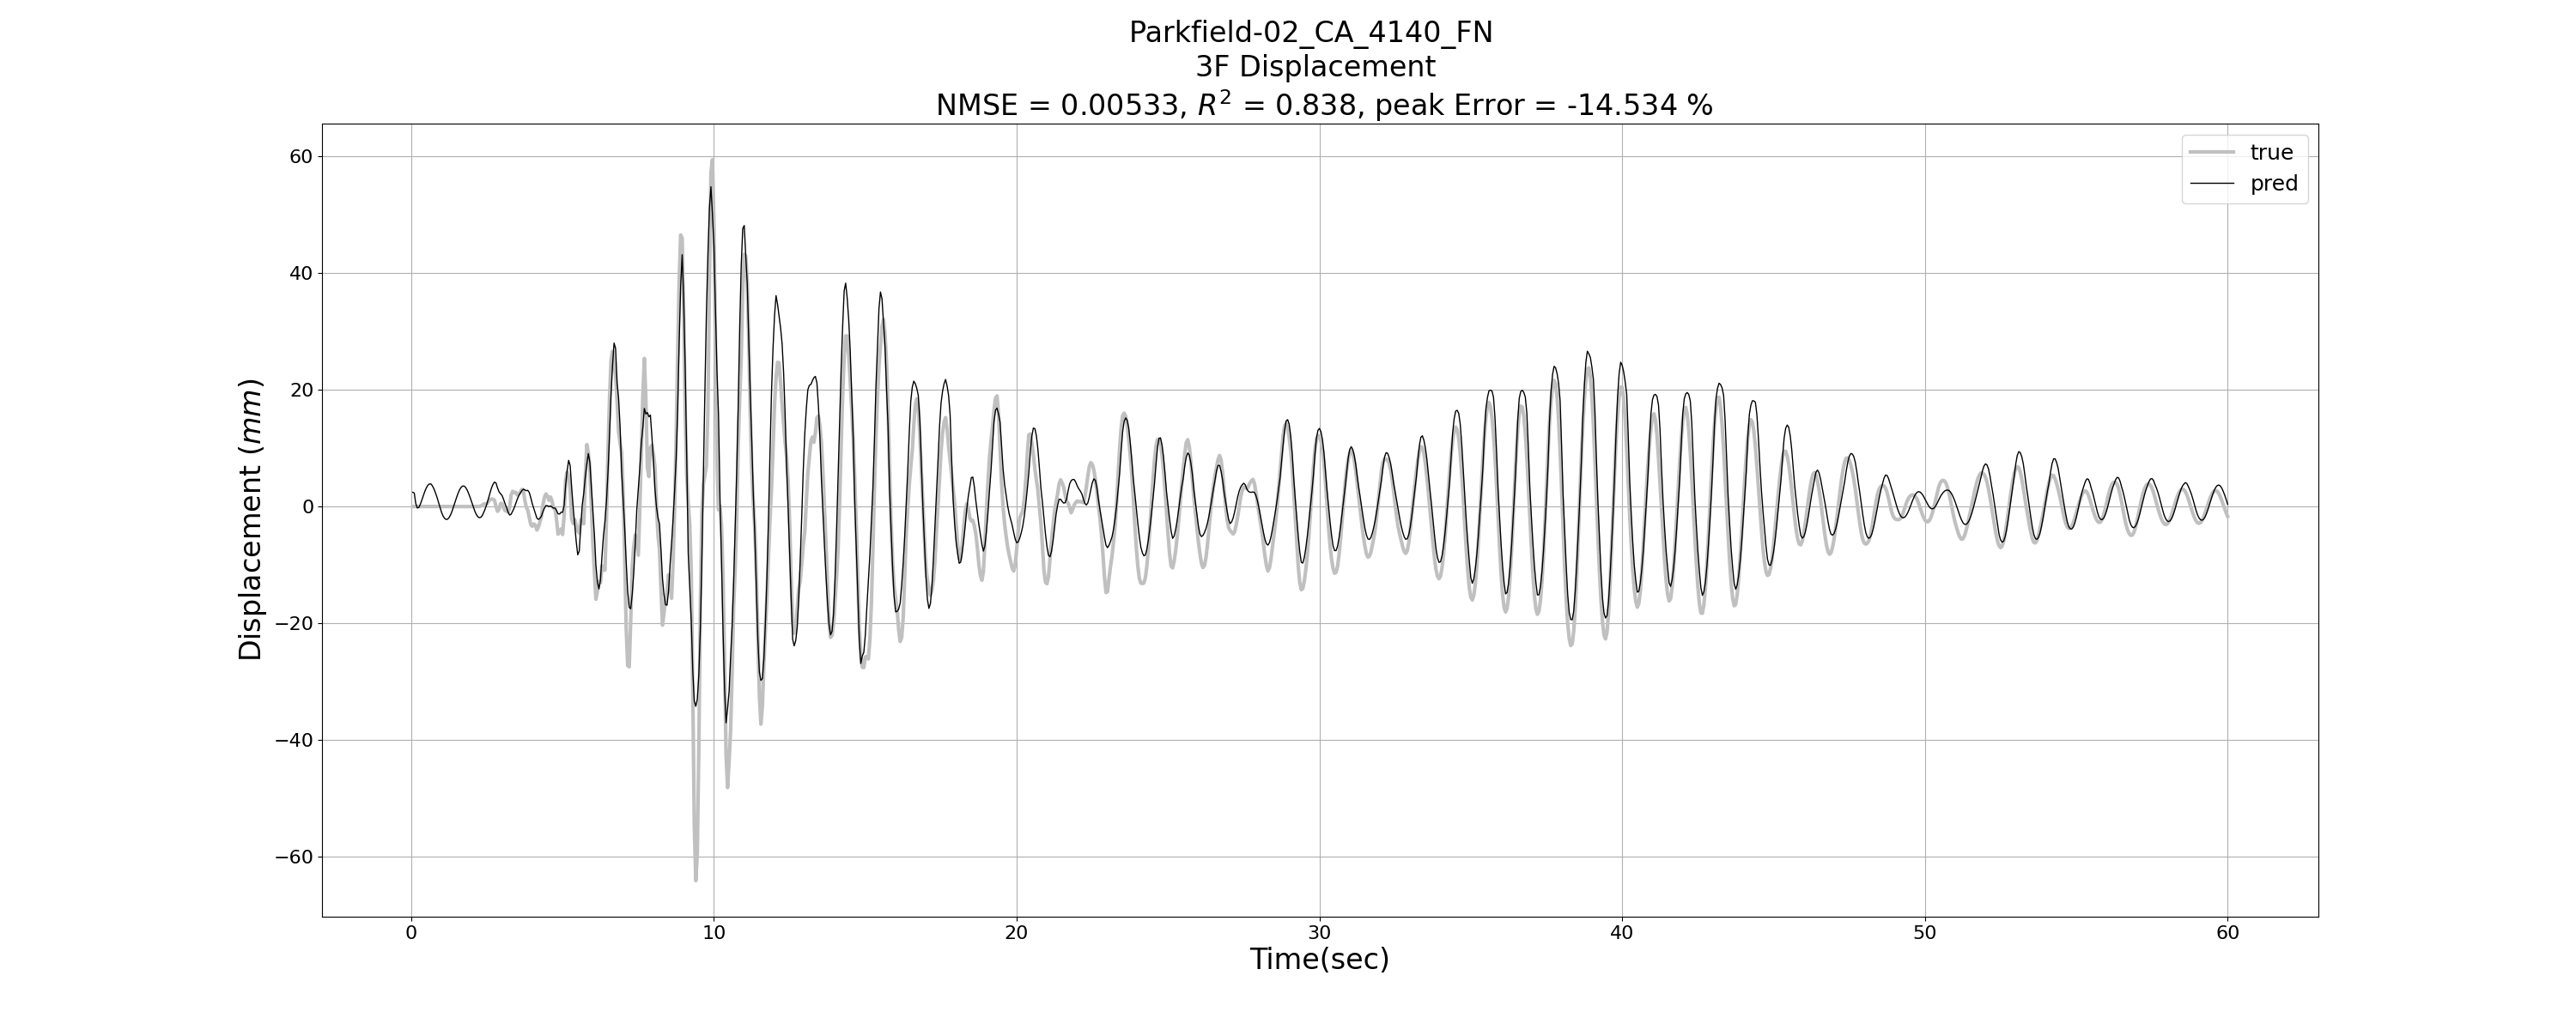 Parkfield-02_CA_4140_FN
3F Displacement
NMSE = 0.00533, R² = 0.838, peak Error = -14.534 %
true
pred
60
40
20
0
−20
−40
−60
Displacement (mm)
0 10 20 30 40 50 60
Time(sec)